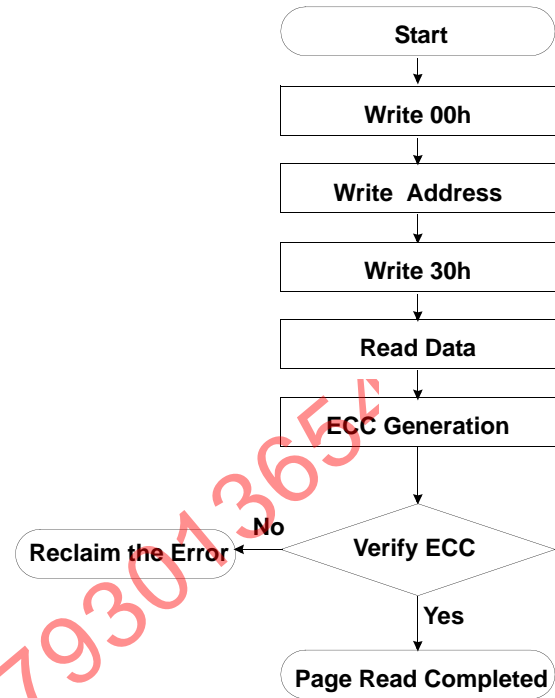 Start
Write 00h
Write Address
Write 30h
Read Data
ECC Generation
No
Reclaim the Error
Verify ECC
Yes
Page Read Completed